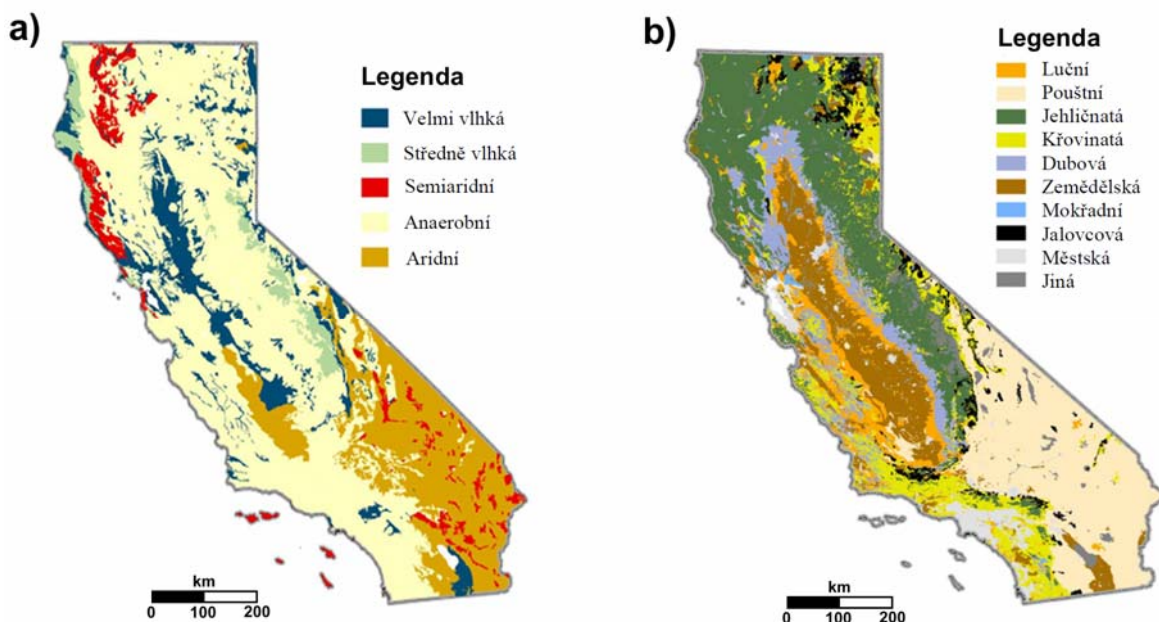 a)
Legenda
Velmi vlhká
Středně vlhká
Semiaridní
Anaerobní
Aridní
km
0 100 200
b)
Legenda
Luční
Pouštní
Jehličnatá
Křovinatá
Dubová
Zemědělská
Mokřadní
Jalovcová
Městská
Jiná
km
0 100 200